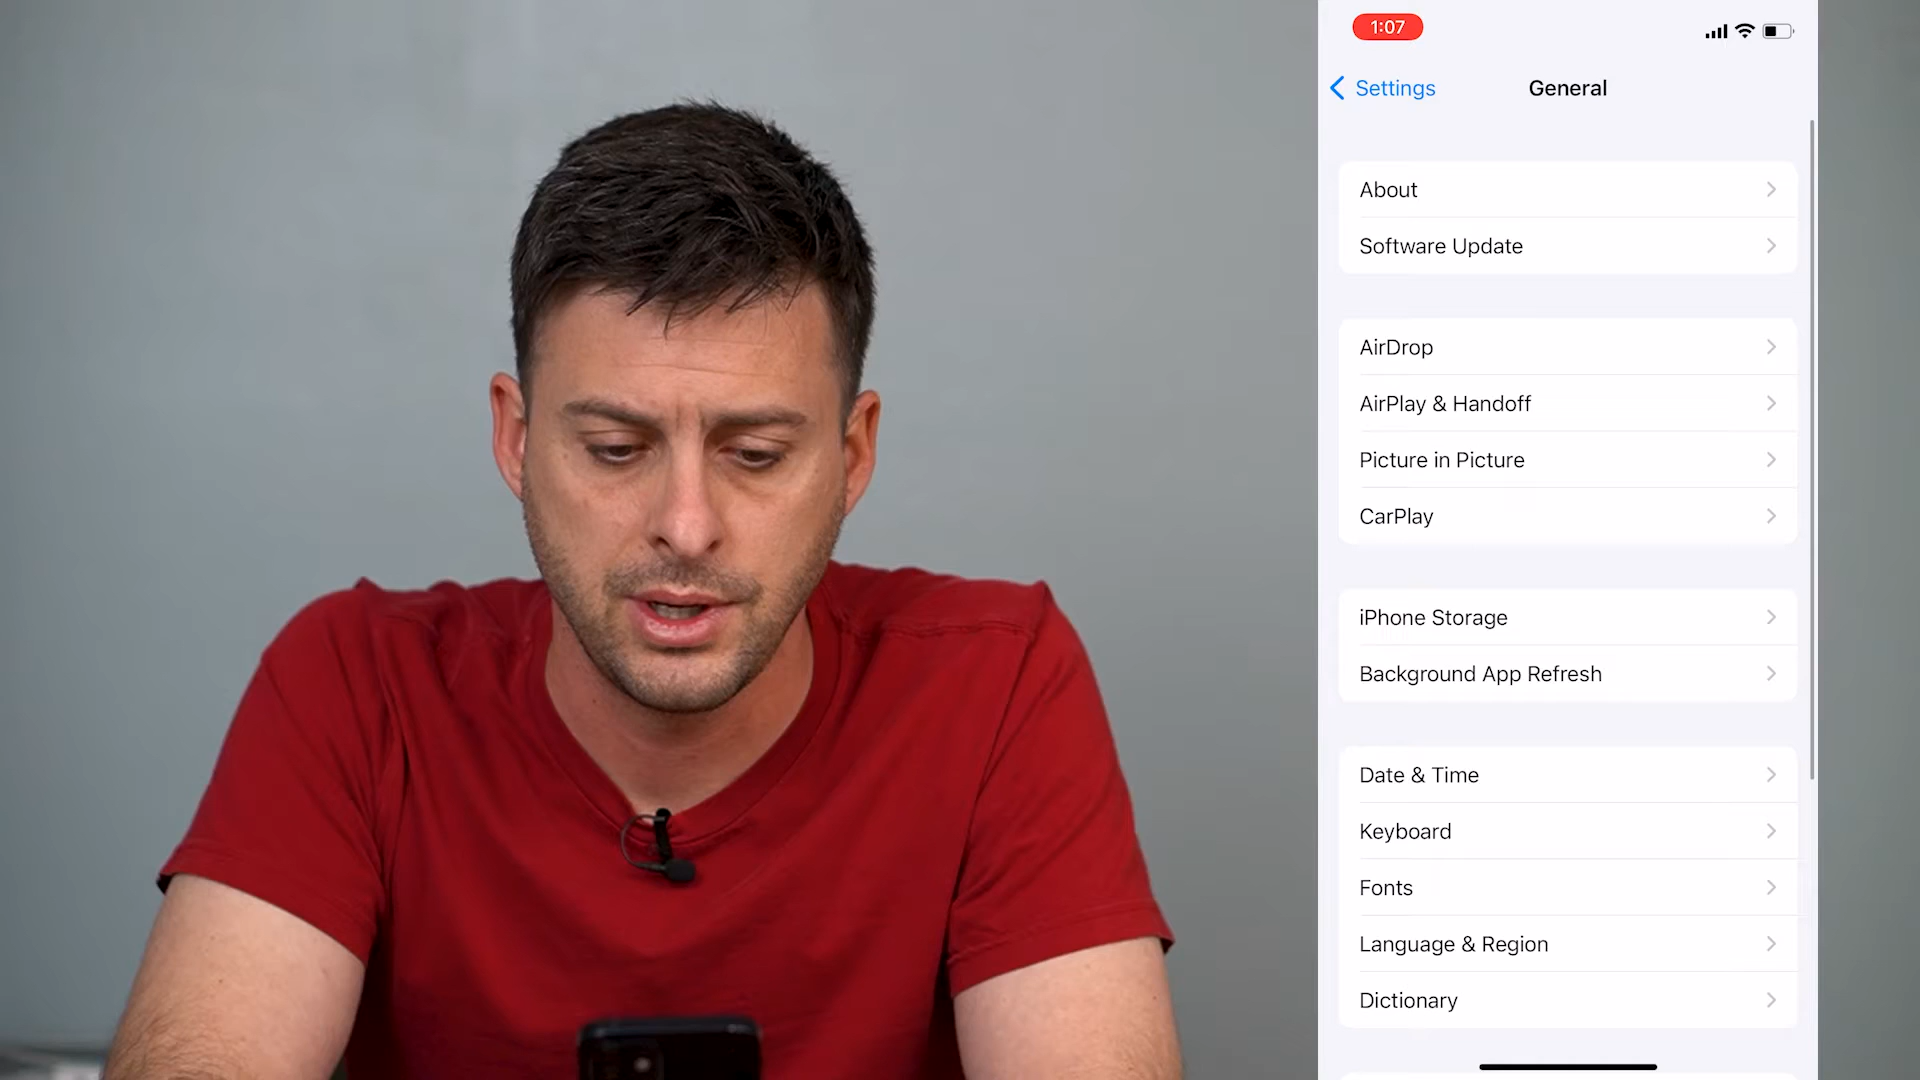 1:07
Settings
General
About
Software Update
AirDrop
AirPlay & Handoff
Picture in Picture
CarPlay
iPhone Storage
Background App Refresh
Date & Time
Keyboard
Fonts
Language & Region
Dictionary